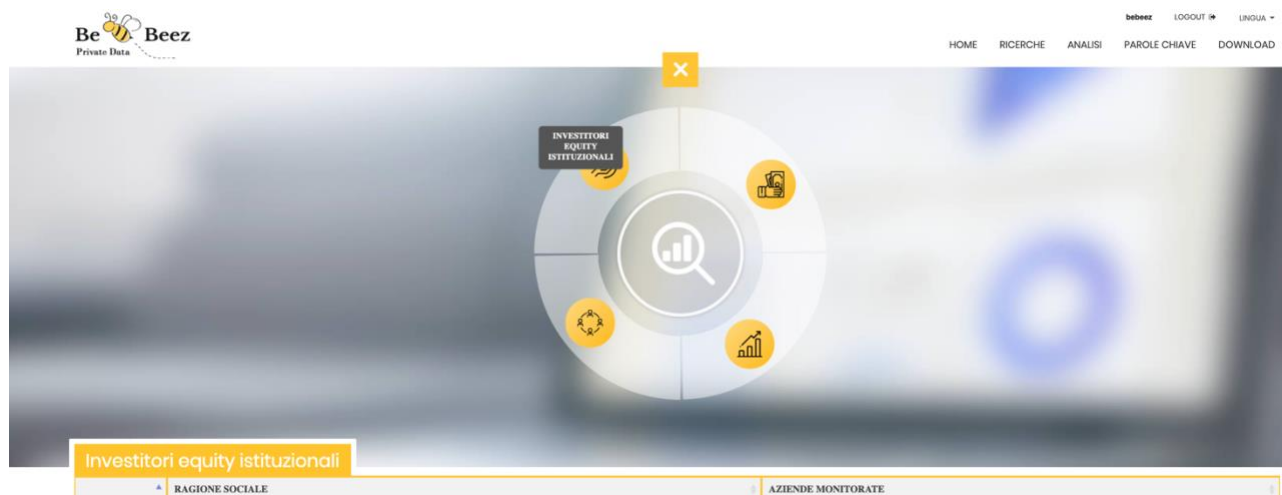 bebeez LOGOUT LINGUA
Be Beez
Private Data
HOME RICERCHE ANALISI PAROLE CHIAVE DOWNLOAD
INVESTITORI
EQUITY
ISTITUZIONALI
Investitori equity istituzionali
RAGIONE SOCIALE AZIENDE MONITORATE